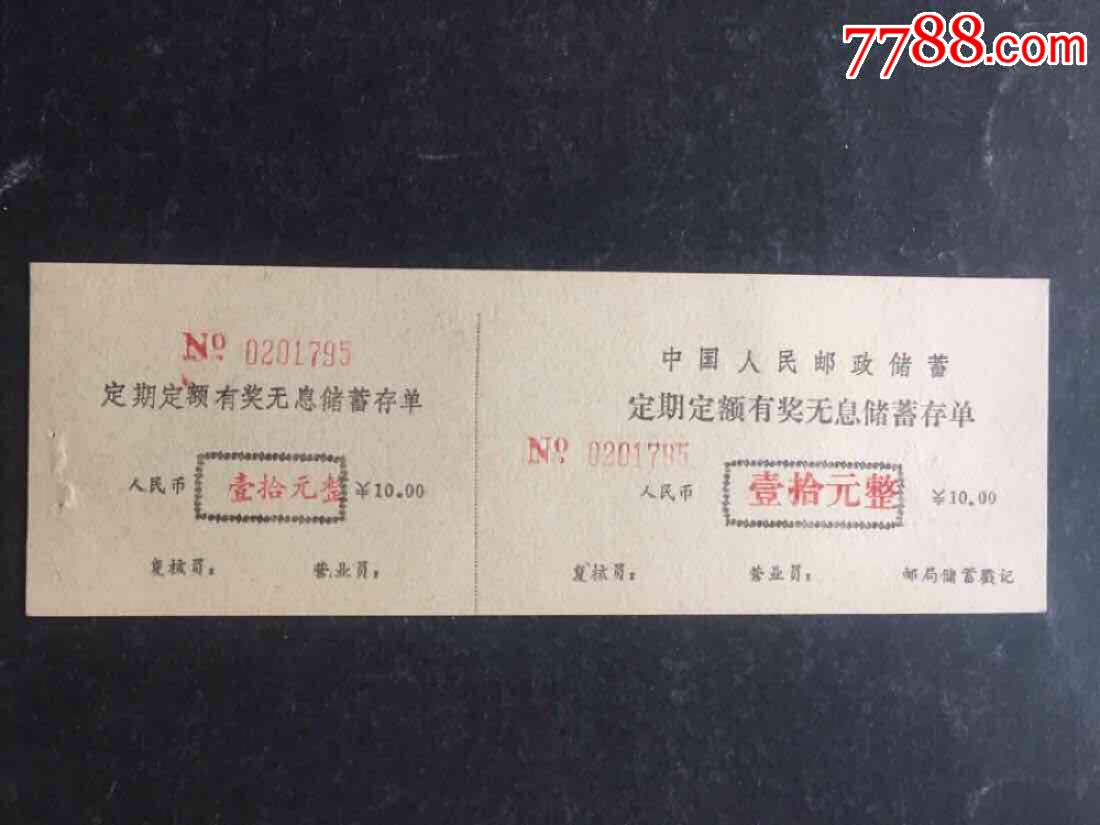 7788.com
No 0201795
定期定额有奖无息储蓄存单
人民币 壹拾元整 ¥10.00
复核员： 营业员：
中国人民邮政储蓄
定期定额有奖无息储蓄存单
No 0201795
人民币 壹拾元整 ¥10.00
复核员： 营业员： 邮局储蓄戳记